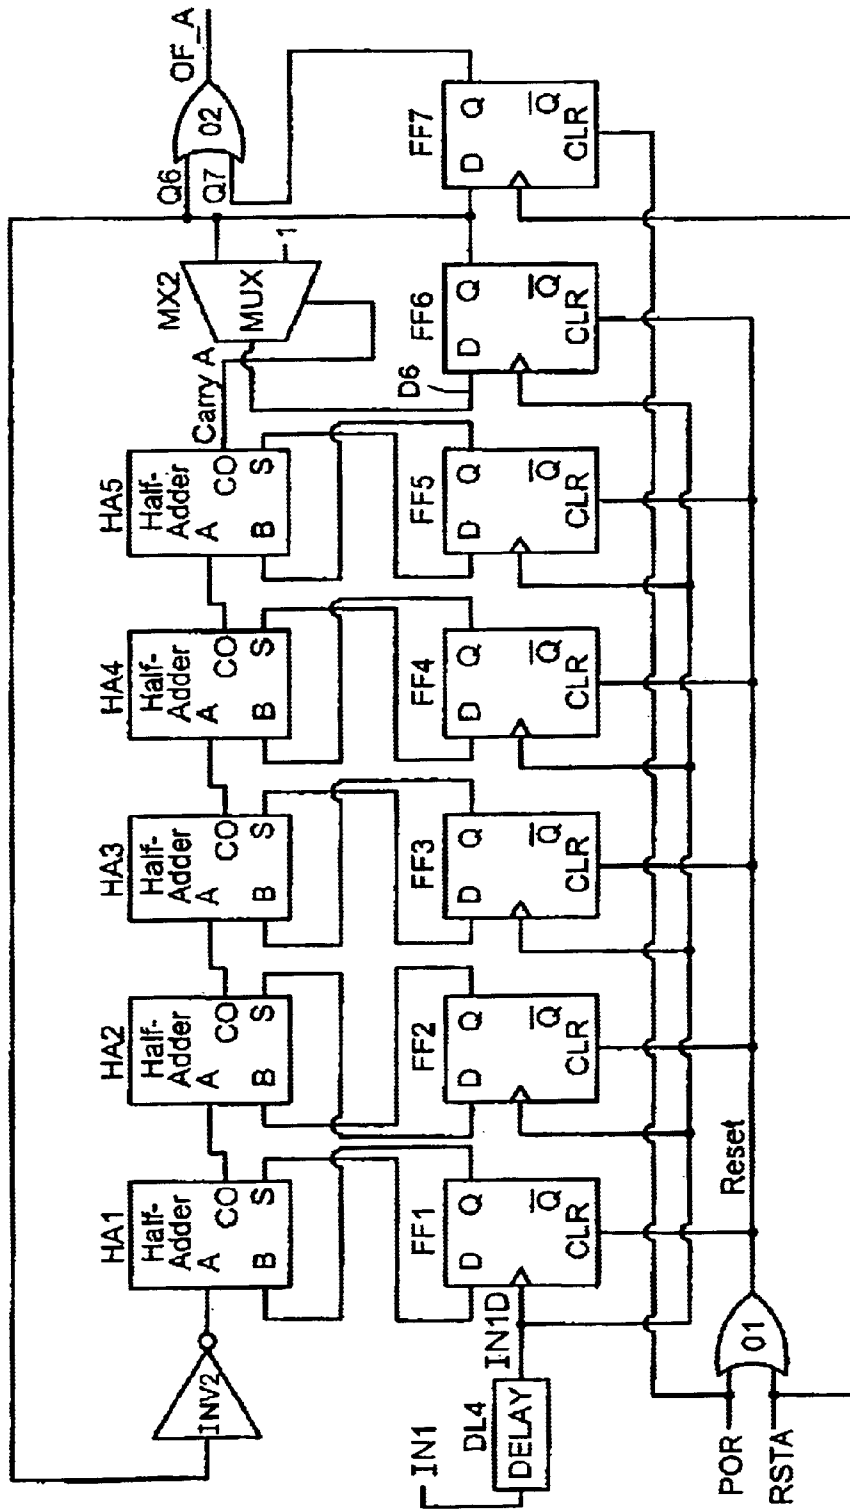 HA1
Half-
Adder
A
CO
B
S
HA2
Half-
Adder
A
CO
B
S
HA3
Half-
Adder
A
CO
B
S
HA4
Half-
Adder
A
CO
B
S
HA5
Half-
Adder
A
CO
B
S
INV2
Carry A
MX2
MUX
1
Q6
Q7
02
OF_A
FF1
D
Q
Q̅
CLR
FF2
D
Q
Q̅
CLR
FF3
D
Q
Q̅
CLR
FF4
D
Q
Q̅
CLR
FF5
D
Q
Q̅
CLR
D6
FF6
D
Q
Q̅
CLR
FF7
D
Q
Q̅
CLR
IN1
DL4
DELAY
IN1D
POR
RSTA
01
Reset